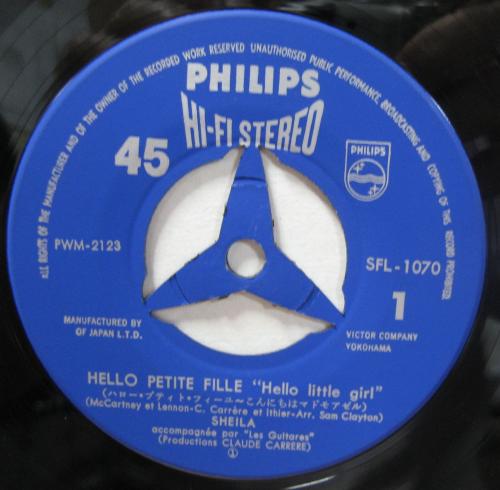 ALL RIGHTS OF THE MANUFACTURER AND OF THE OWNER OF THE RECORDED WORK RESERVED UNAUTHORISED PUBLIC PERFORMANCE, BROADCASTING AND COPYING OF THIS RECORD PROHIBITED
PHILIPS
HI-FI STEREO
45
PHILIPS
PWM-2123
SFL-1070
1
MANUFACTURED BY
OF JAPAN L.T.D.
VICTOR COMPANY
YOKOHAMA
HELLO PETITE FILLE "Hello little girl"
(ハロー・プティト・フィーユ〜こんにちはマドモアゼル)
(McCartney et Lennon-C. Carrère et Ithier-Arr. Sam Clayton)
SHEILA
accompagnée par "Les Guitares"
(Productions CLAUDE CARRERE)
①